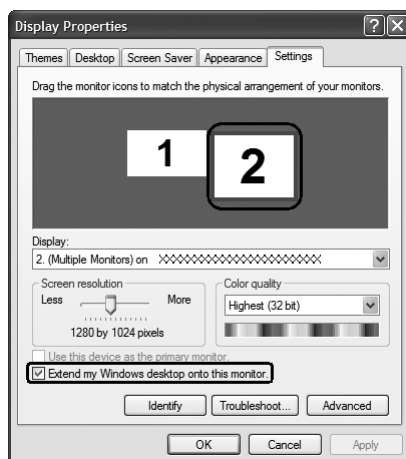 Display Properties
Themes Desktop Screen Saver Appearance Settings
Drag the monitor icons to match the physical arrangement of your monitors.
1 2
Display:
2. (Multiple Monitors) on XXXXXXXXXXXXXXXXXXXXXX
Screen resolution Color quality
Less More Highest (32 bit)
1280 by 1024 pixels
Use this device as the primary monitor.
Extend my Windows desktop onto this monitor.
Identify Troubleshoot... Advanced
OK Cancel Apply